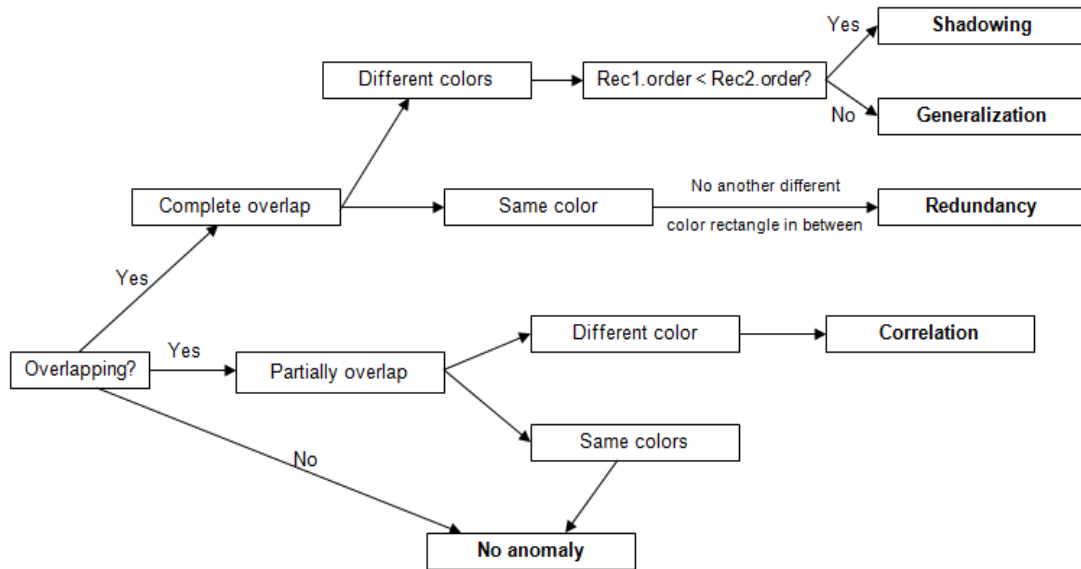 Yes
Shadowing
Different colors
Rec1.order < Rec2.order?
No
Generalization
Complete overlap
Same color
No another different
color rectangle in between
Redundancy
Yes
Overlapping?
Yes
Partially overlap
Different color
Correlation
Same colors
No
No anomaly